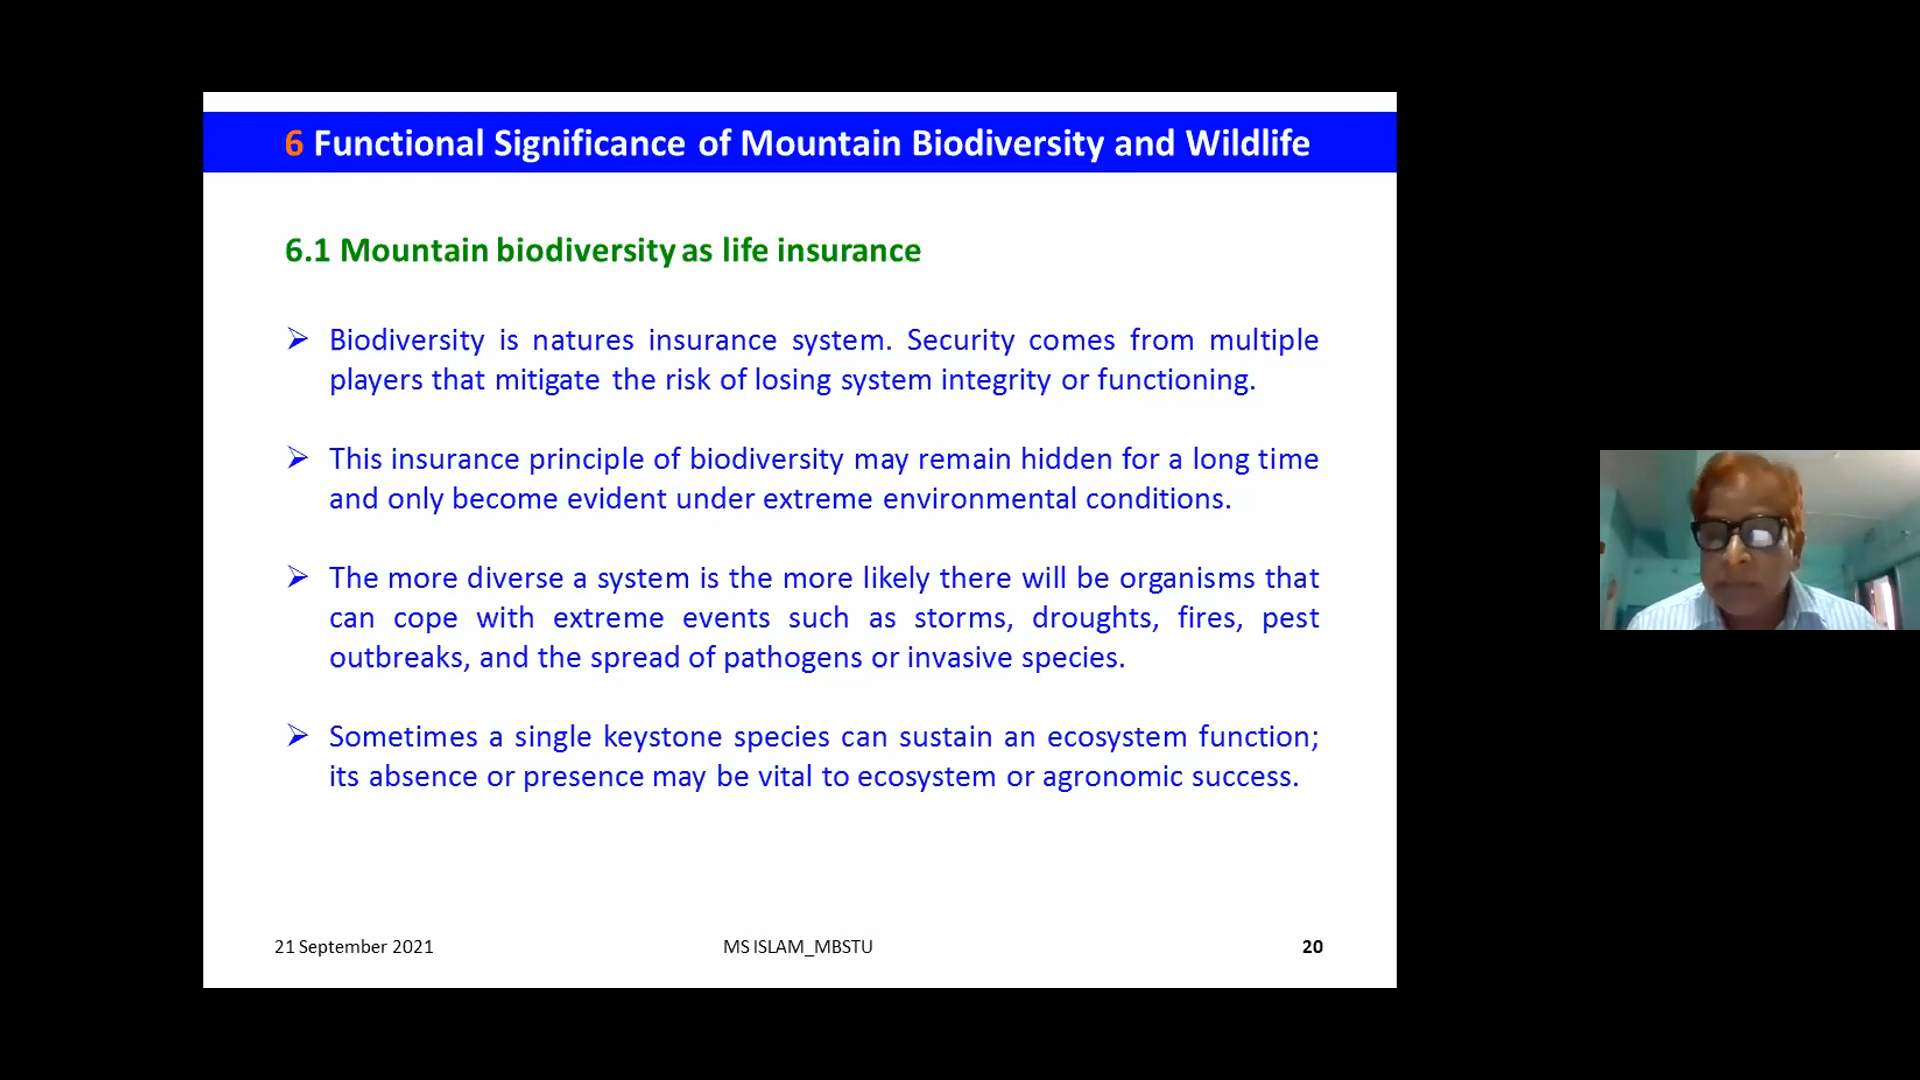 6 Functional Significance of Mountain Biodiversity and Wildlife
6.1 Mountain biodiversity as life insurance
➢ Biodiversity is natures insurance system. Security comes from multiple
players that mitigate the risk of losing system integrity or functioning.
➢ This insurance principle of biodiversity may remain hidden for a long time
and only become evident under extreme environmental conditions.
➢ The more diverse a system is the more likely there will be organisms that
can cope with extreme events such as storms, droughts, fires, pest
outbreaks, and the spread of pathogens or invasive species.
➢ Sometimes a single keystone species can sustain an ecosystem function;
its absence or presence may be vital to ecosystem or agronomic success.
21 September 2021 MS ISLAM_MBSTU 20